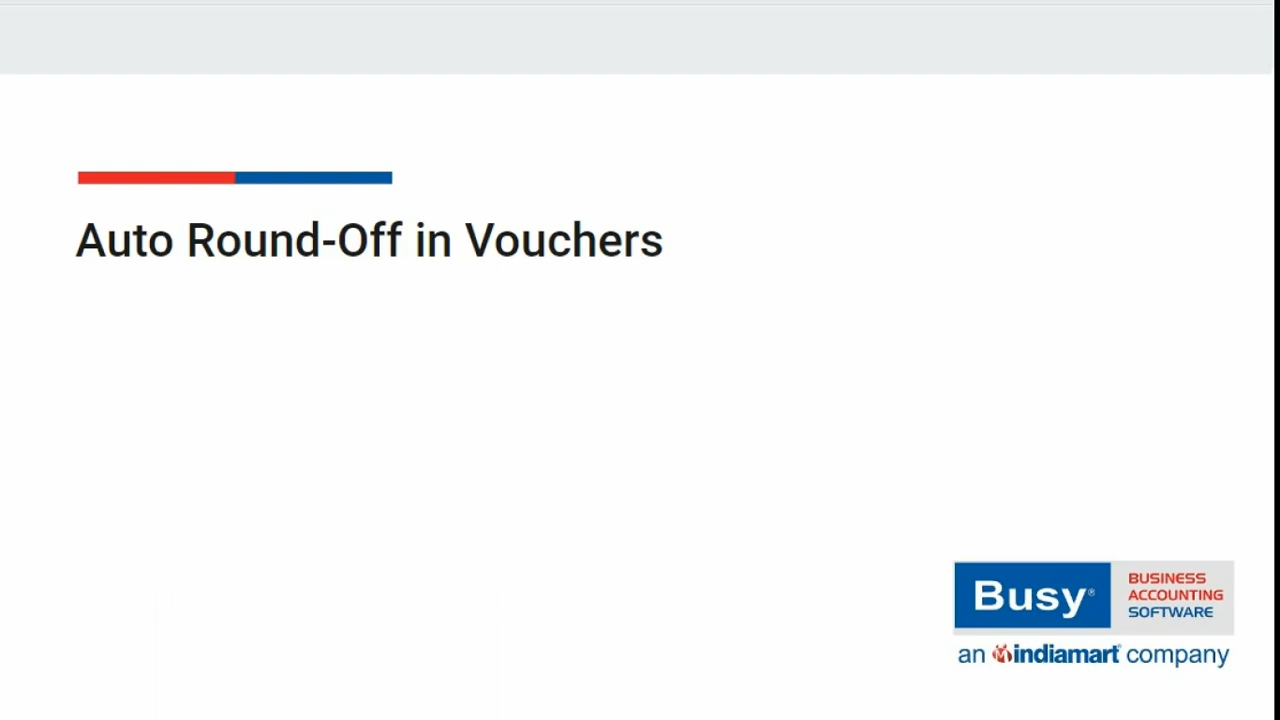 Auto Round-Off in Vouchers
Busy®
BUSINESS
ACCOUNTING
SOFTWARE
an indiamart company